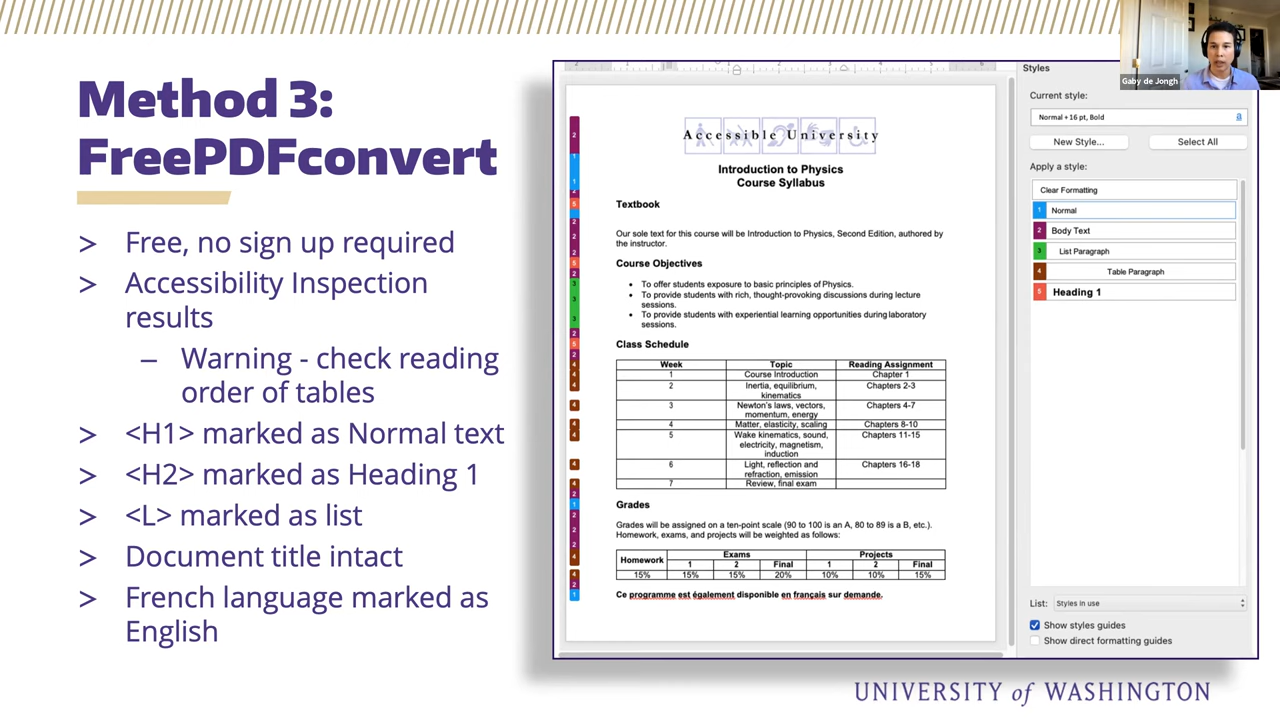 Method 3:
FreePDFconvert
> Free, no sign up required
> Accessibility Inspection
results
– Warning - check reading
order of tables
> <H1> marked as Normal text
> <H2> marked as Heading 1
> <L> marked as list
> Document title intact
> French language marked as
English
Accessible University
Introduction to Physics
Course Syllabus
Textbook
Our sole text for this course will be Introduction to Physics, Second Edition, authored by
the instructor.
Course Objectives
• To offer students exposure to basic principles of Physics.
• To provide students with rich, thought-provoking discussions during lecture
sessions.
• To provide students with experiential learning opportunities during laboratory
sessions.
Class Schedule
Week Topic Reading Assignment
1 Course Introduction Chapter 1
2 Inertia, equilibrium, Chapters 2-3
kinematics
3 Newton's laws, vectors, Chapters 4-7
momentum, energy
4 Matter, elasticity, scaling Chapters 8-10
5 Wake kinematics, sound, Chapters 11-15
electricity, magnetism,
induction
6 Light, reflection and Chapters 16-18
refraction, emission
7 Review, final exam
Grades
Grades will be assigned on a ten-point scale (90 to 100 is an A, 80 to 89 is a B, etc.).
Homework, exams, and projects will be weighted as follows:
Homework Exams Projects
1 2 Final 1 2 Final
15% 15% 15% 20% 10% 10% 15%
Ce programme est également disponible en français sur demande.
Styles
Current style:
Normal + 16 pt, Bold
New Style... Select All
Apply a style:
Clear Formatting
1 Normal
2 Body Text
3 List Paragraph
4 Table Paragraph
5 Heading 1
List: Styles in use
Show styles guides
Show direct formatting guides
Gaby de Jongh
UNIVERSITY of WASHINGTON